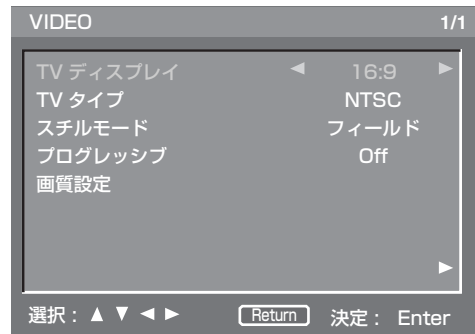 VIDEO 1/1
TV ディスプレイ ◀ 16:9 ▶
TV タイプ NTSC
スチルモード フィールド
プログレッシブ Off
画質設定
▶
選択 : ▲ ▼ ◀ ▶ Return 決定 : Enter